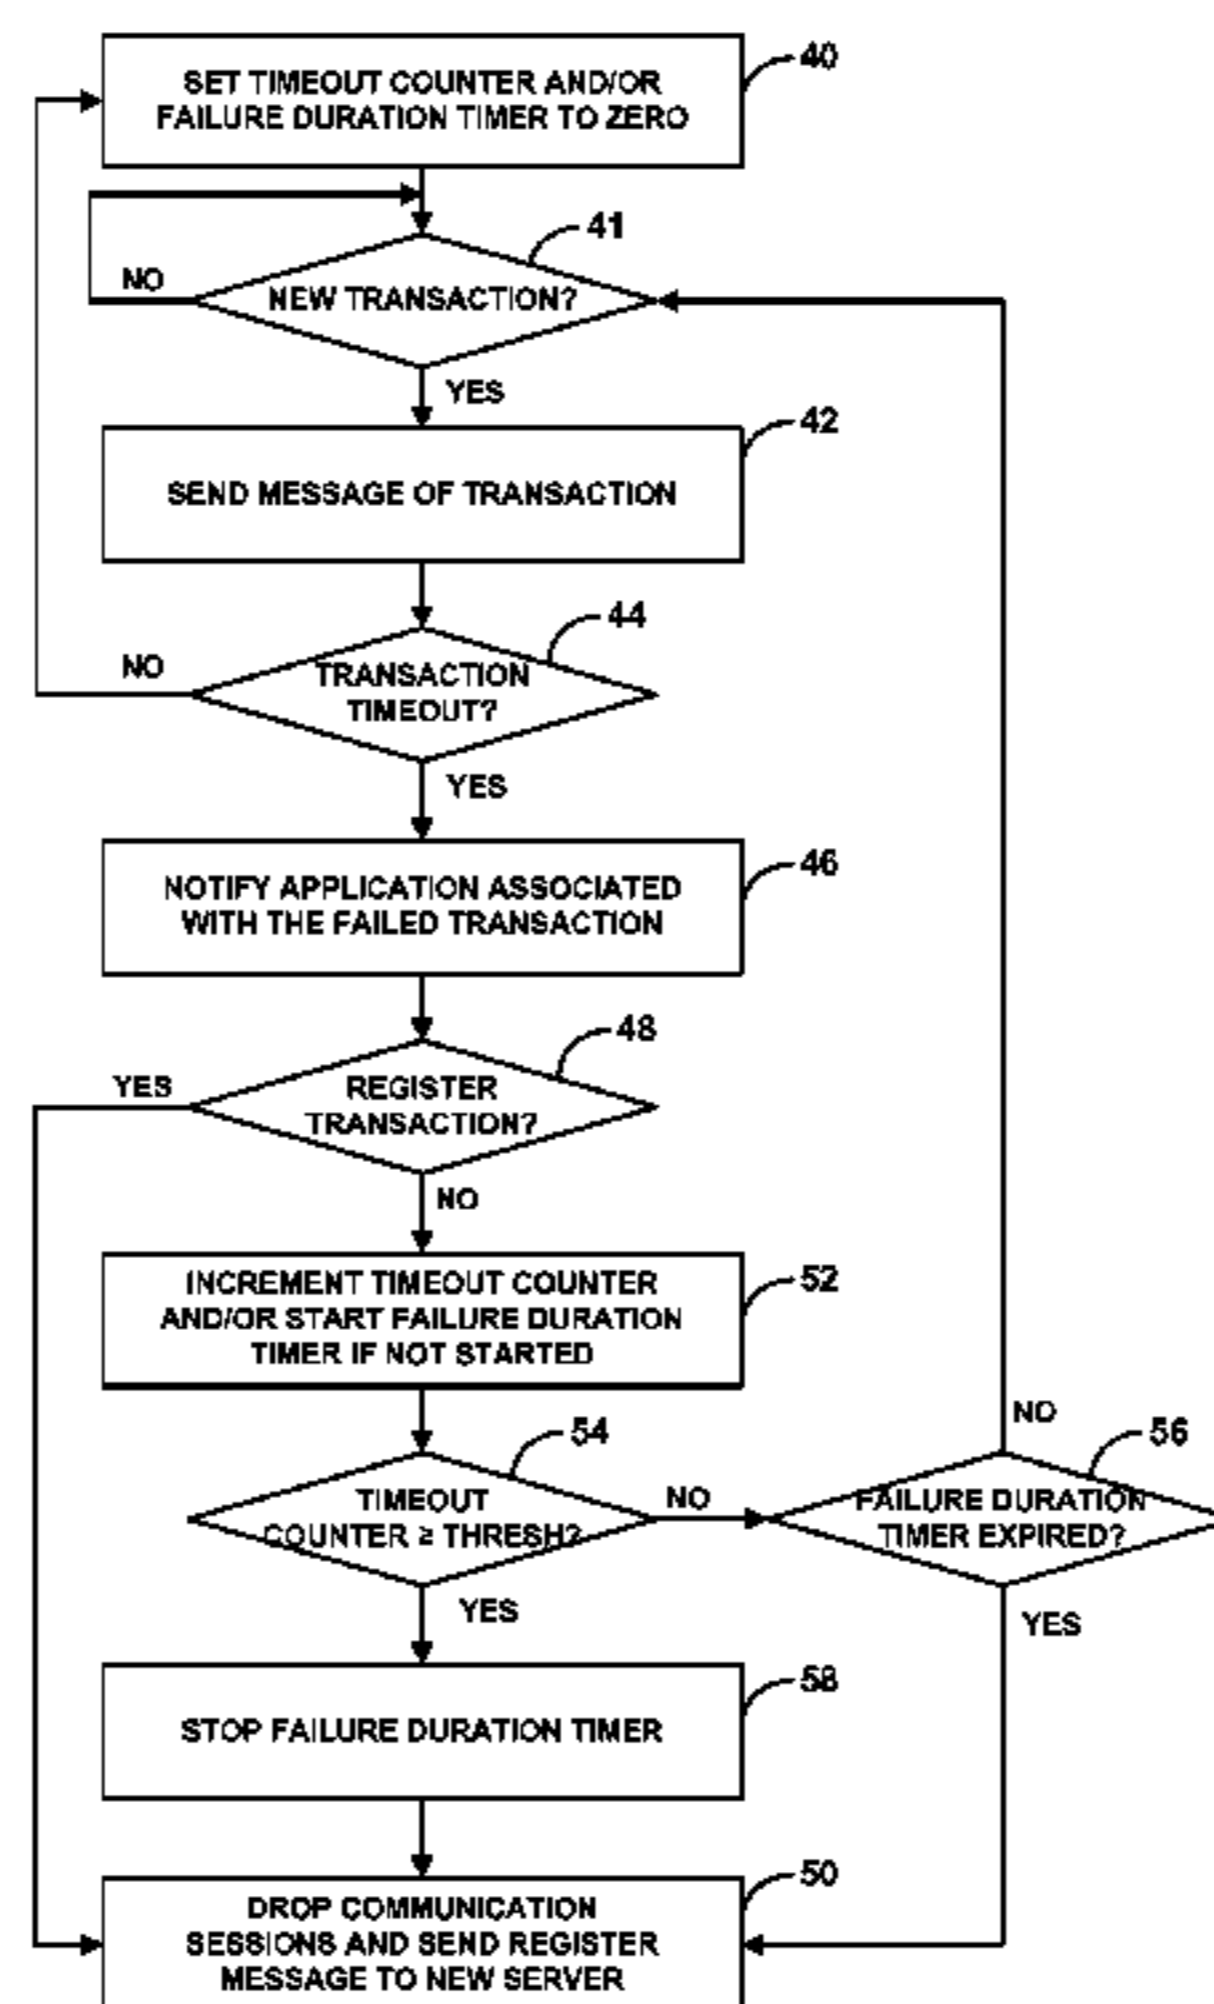 40
SET TIMEOUT COUNTER AND/OR
FAILURE DURATION TIMER TO ZERO
41
NO
NEW TRANSACTION?
YES
42
SEND MESSAGE OF TRANSACTION
44
NO
TRANSACTION
TIMEOUT?
YES
46
NOTIFY APPLICATION ASSOCIATED
WITH THE FAILED TRANSACTION
48
YES
REGISTER
TRANSACTION?
NO
52
INCREMENT TIMEOUT COUNTER
AND/OR START FAILURE DURATION
TIMER IF NOT STARTED
54
TIMEOUT
COUNTER ≥ THRESH?
NO
NO
56
FAILURE DURATION
TIMER EXPIRED?
YES
YES
58
STOP FAILURE DURATION TIMER
50
DROP COMMUNICATION
SESSIONS AND SEND REGISTER
MESSAGE TO NEW SERVER